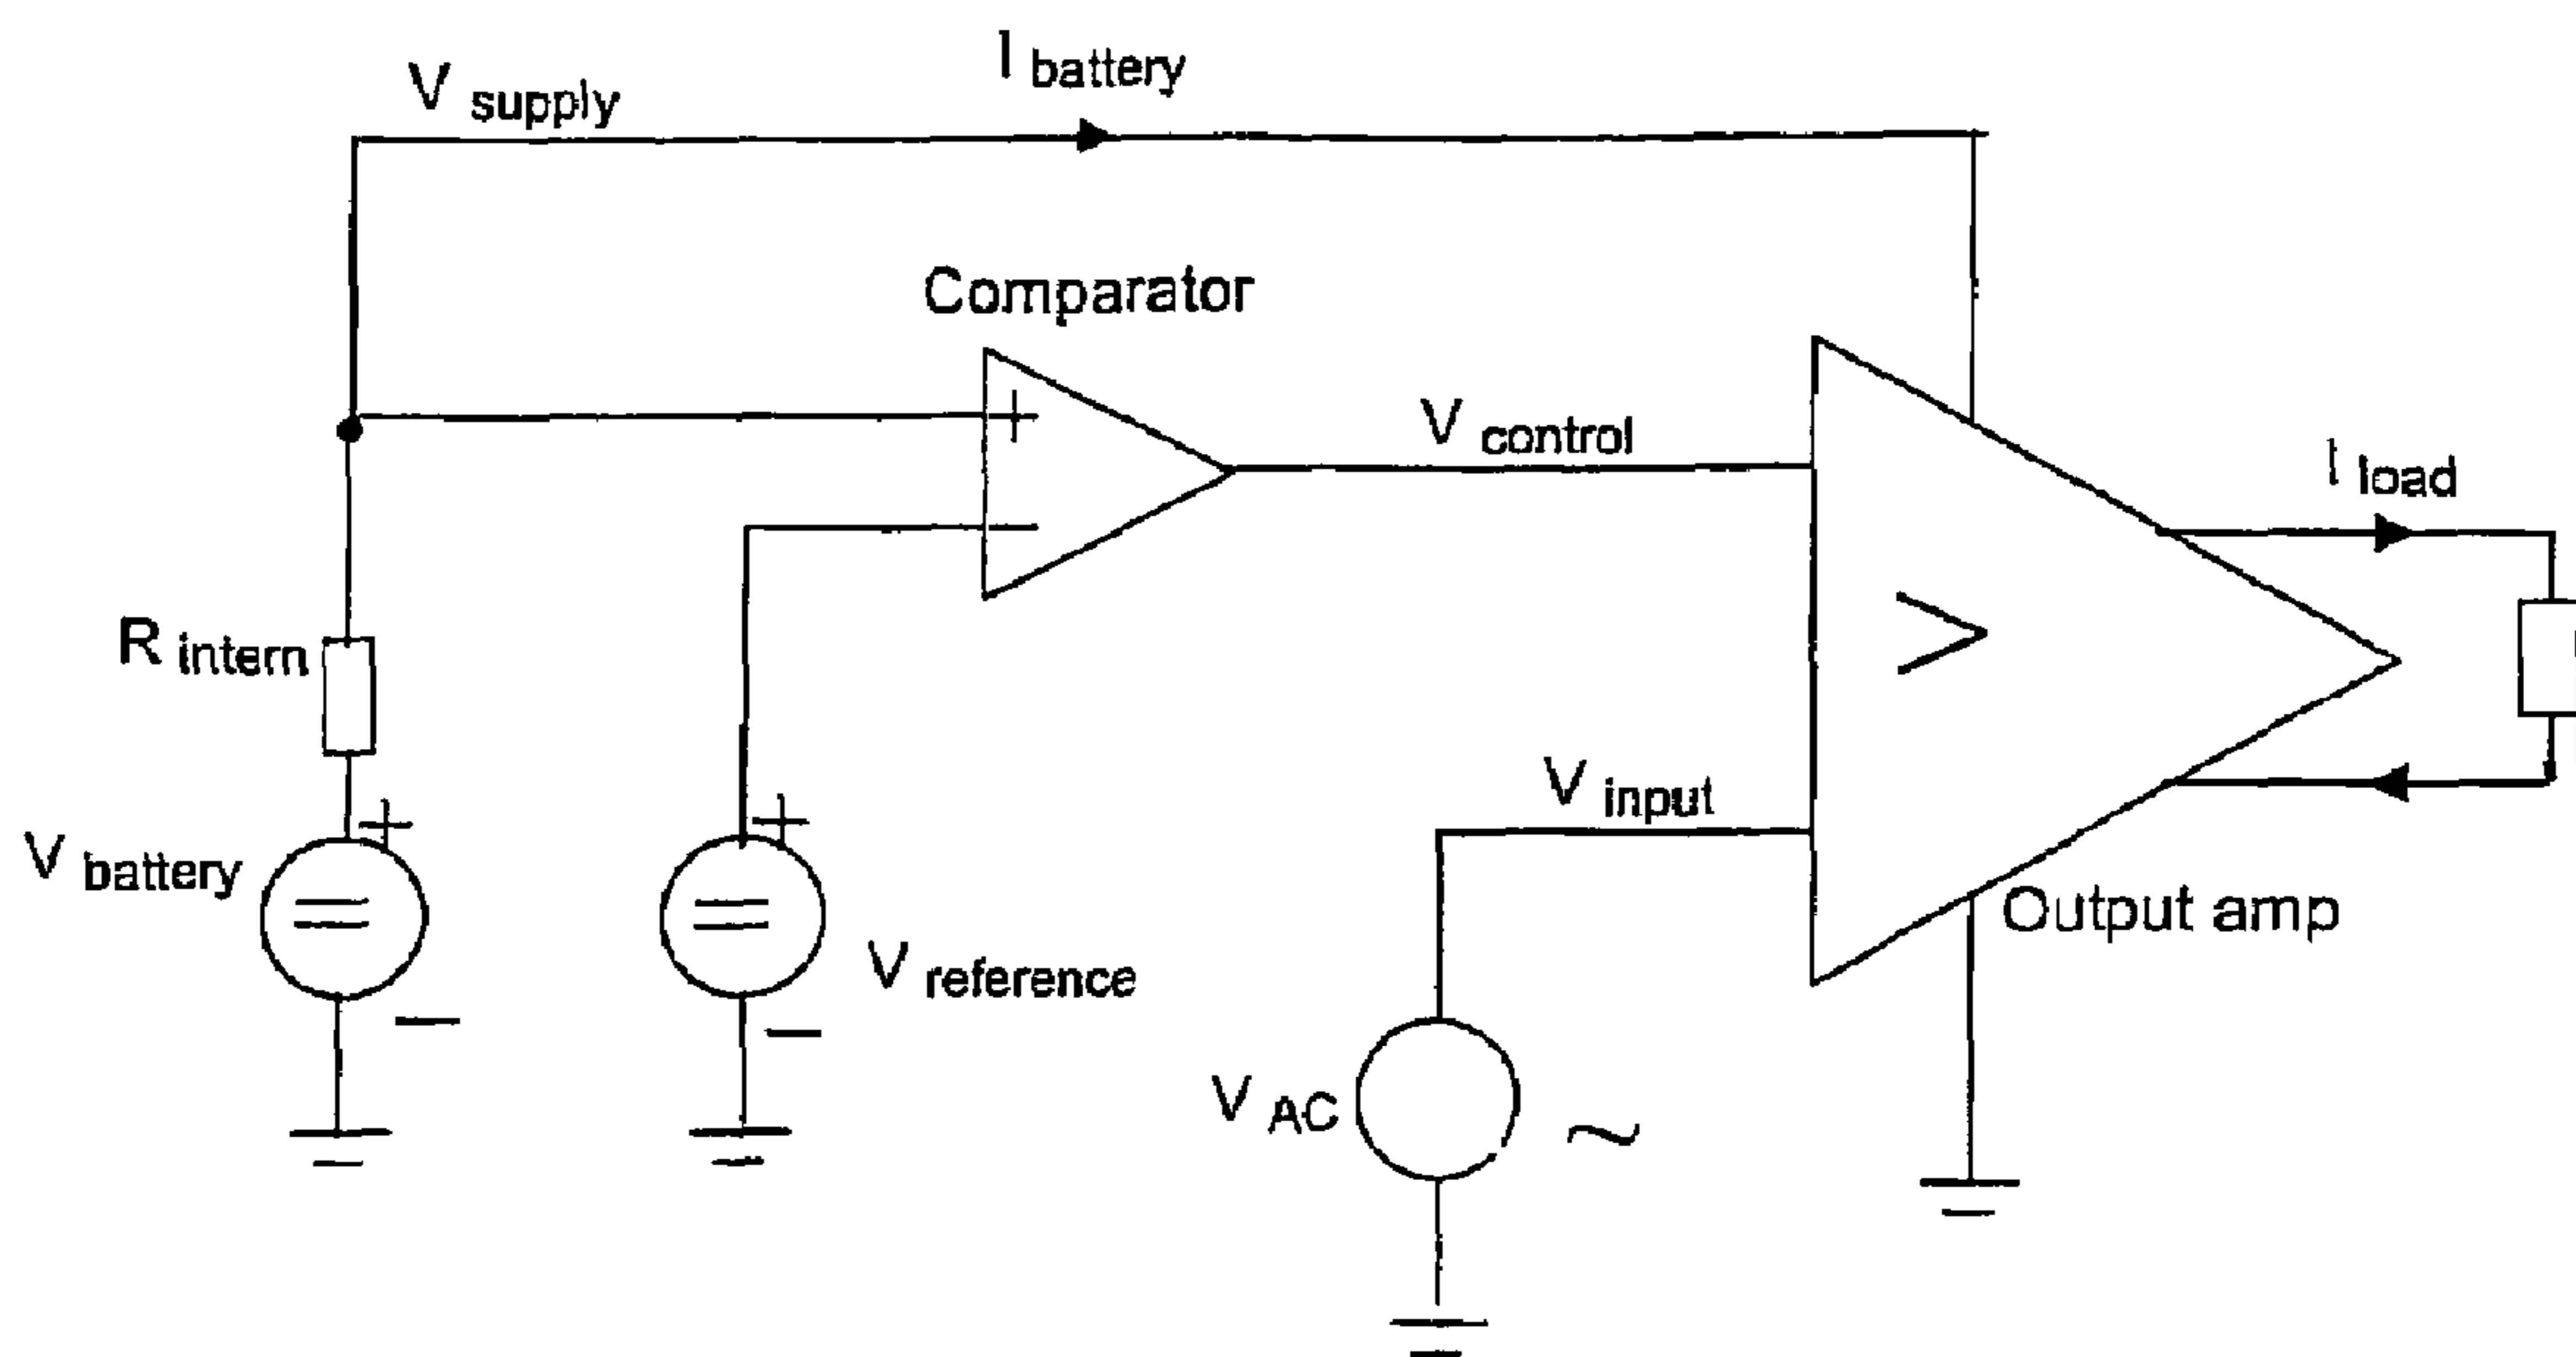 I battery
V supply
Comparator
V control
I load
R intern
V input
V battery
Output amp
V reference
V AC